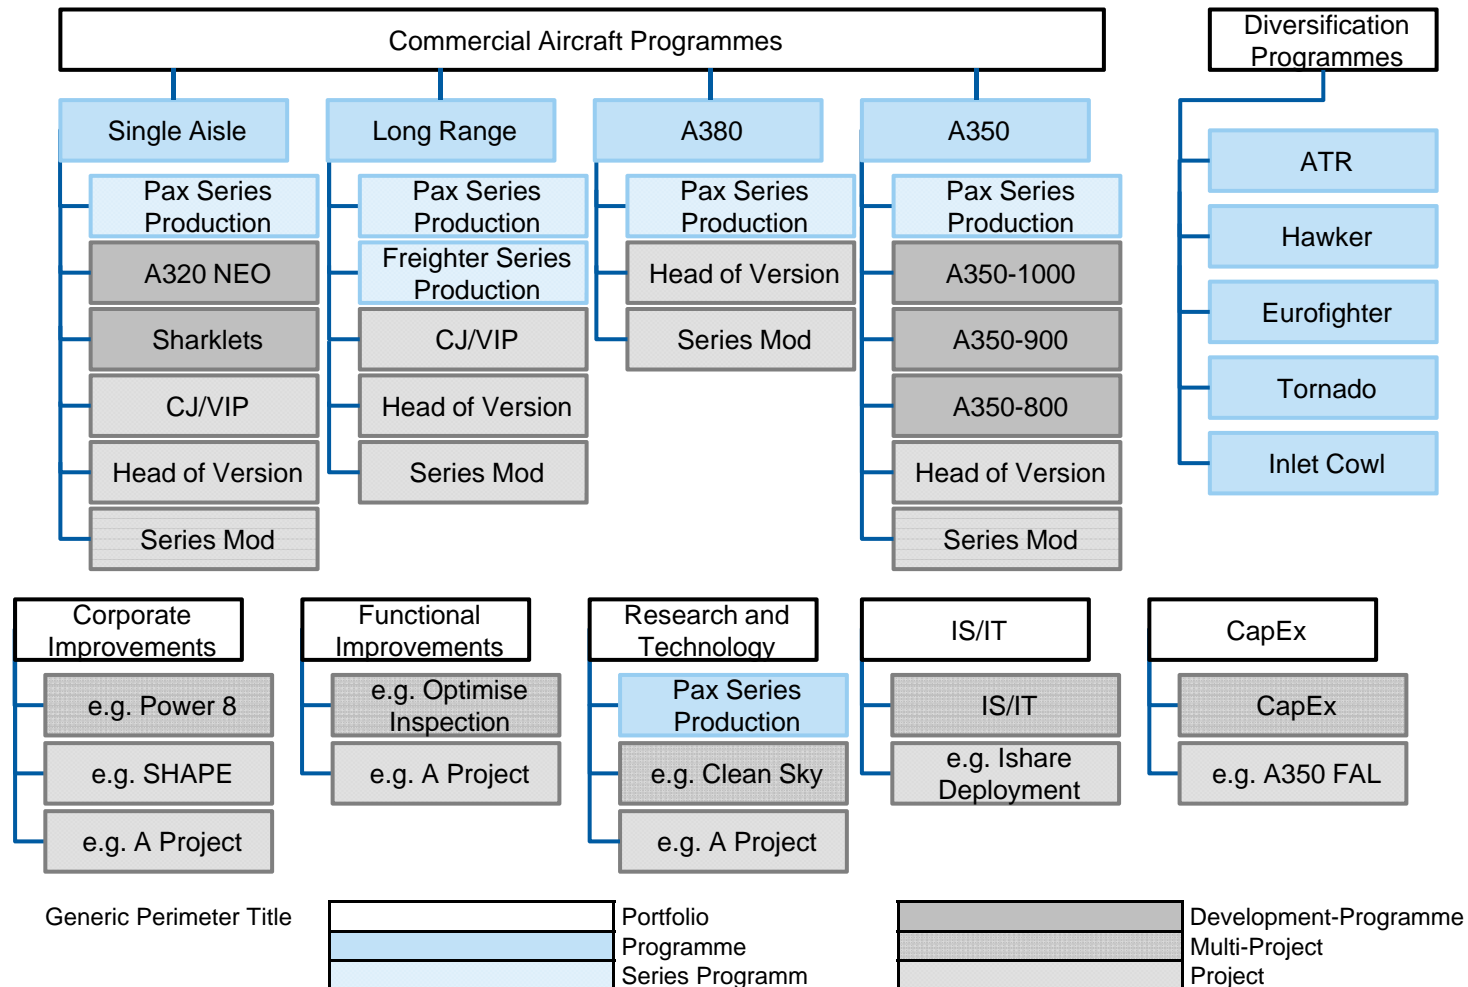 Commercial Aircraft Programmes
Diversification
Programmes
Single Aisle
Long Range
A380
A350
Pax Series
Production
A320 NEO
Sharklets
CJ/VIP
Head of Version
Series Mod
Pax Series
Production
Freighter Series
Production
CJ/VIP
Head of Version
Series Mod
Pax Series
Production
Head of Version
Series Mod
Pax Series
Production
A350-1000
A350-900
A350-800
Head of Version
Series Mod
ATR
Hawker
Eurofighter
Tornado
Inlet Cowl
Corporate
Improvements
e.g. Power 8
e.g. SHAPE
e.g. A Project
Functional
Improvements
e.g. Optimise
Inspection
e.g. A Project
Research and
Technology
Pax Series
Production
e.g. Clean Sky
e.g. A Project
IS/IT
IS/IT
e.g. Ishare
Deployment
CapEx
CapEx
e.g. A350 FAL
Generic Perimeter Title
Portfolio
Programme
Series Programm
Development-Programme
Multi-Project
Project